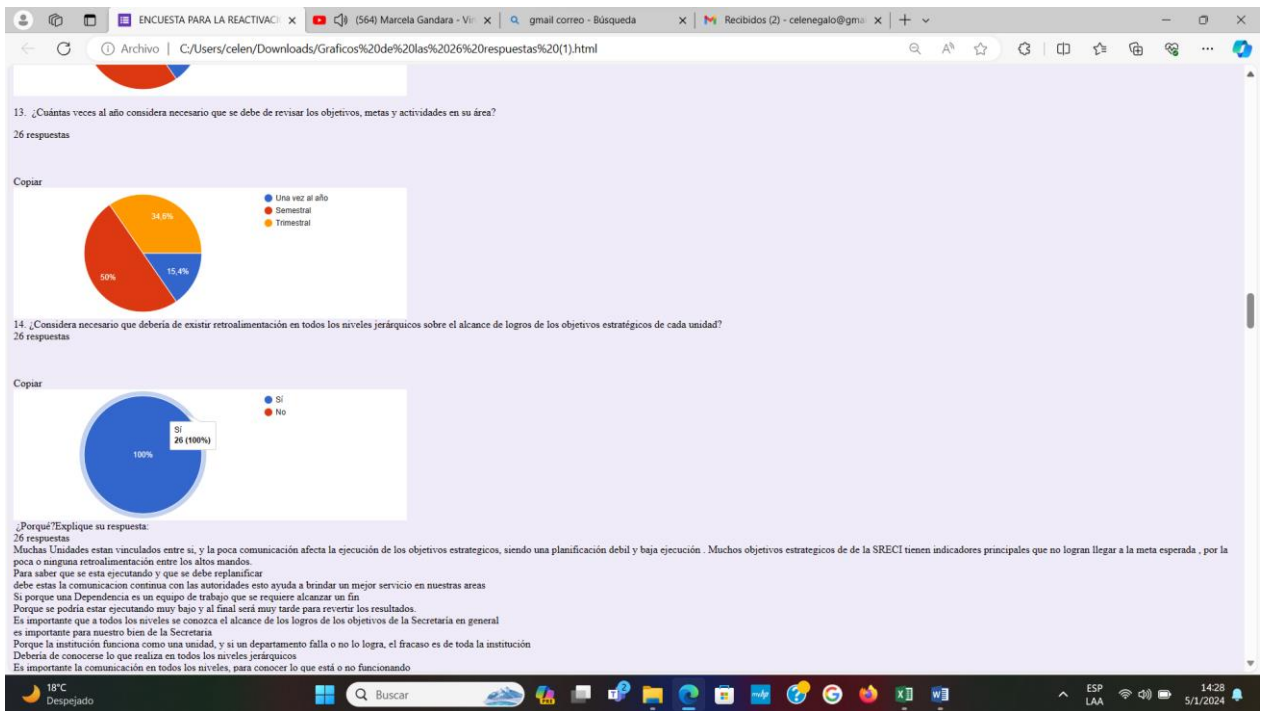 ENCUESTA PARA LA REACTIVACI
(564) Marcela Gandara - Vi
gmail correo - Búsqueda
Recibidos (2) - celenegalo@gma
Archivo | C:/Users/celen/Downloads/Graficos%20de%20las%2026%20respuestas%20(1).html
13. ¿Cuántas veces al año considera necesario que se debe de revisar los objetivos, metas y actividades en su área?
26 respuestas
Copiar
Una vez al año
Semestral
Trimestral
34,6%
15,4%
50%
14. ¿Considera necesario que debería de existir retroalimentación en todos los niveles jerárquicos sobre el alcance de logros de los objetivos estratégicos de cada unidad?
26 respuestas
Copiar
Sí
No
Sí
26 (100%)
100%
¿Porqué?Explique su respuesta:
26 respuestas
Muchas Unidades estan vinculados entre si, y la poca comunicación afecta la ejecución de los objetivos estrategicos, siendo una planificación debil y baja ejecución . Muchos objetivos estrategicos de de la SRECI tienen indicadores principales que no logran llegar a la meta esperada , por la
poca o ninguna retroalimentación entre los altos mandos.
Para saber que se esta ejecutando y que se debe replanificar
debe estas la comunicacion continua con las autoridades esto ayuda a brindar un mejor servicio en nuestras areas
Si porque una Dependencia es un equipo de trabajo que se requiere alcanzar un fin
Porque se podría estar ejecutando muy bajo y al final será muy tarde para revertir los resultados.
Es importante que a todos los niveles se conozca el alcance de los logros de los objetivos de la Secretaría en general
es importante para nuestro bien de la Secretaria
Porque la institución funciona como una unidad, y si un departamento falla o no lo logra, el fracaso es de toda la institución
Debería de conocerse lo que realiza en todos los niveles jerárquicos
Es importante la comunicación en todos los niveles, para conocer lo que está o no funcionando
18°C
Despejado
Buscar
ESP
LAA
14:28
5/1/2024